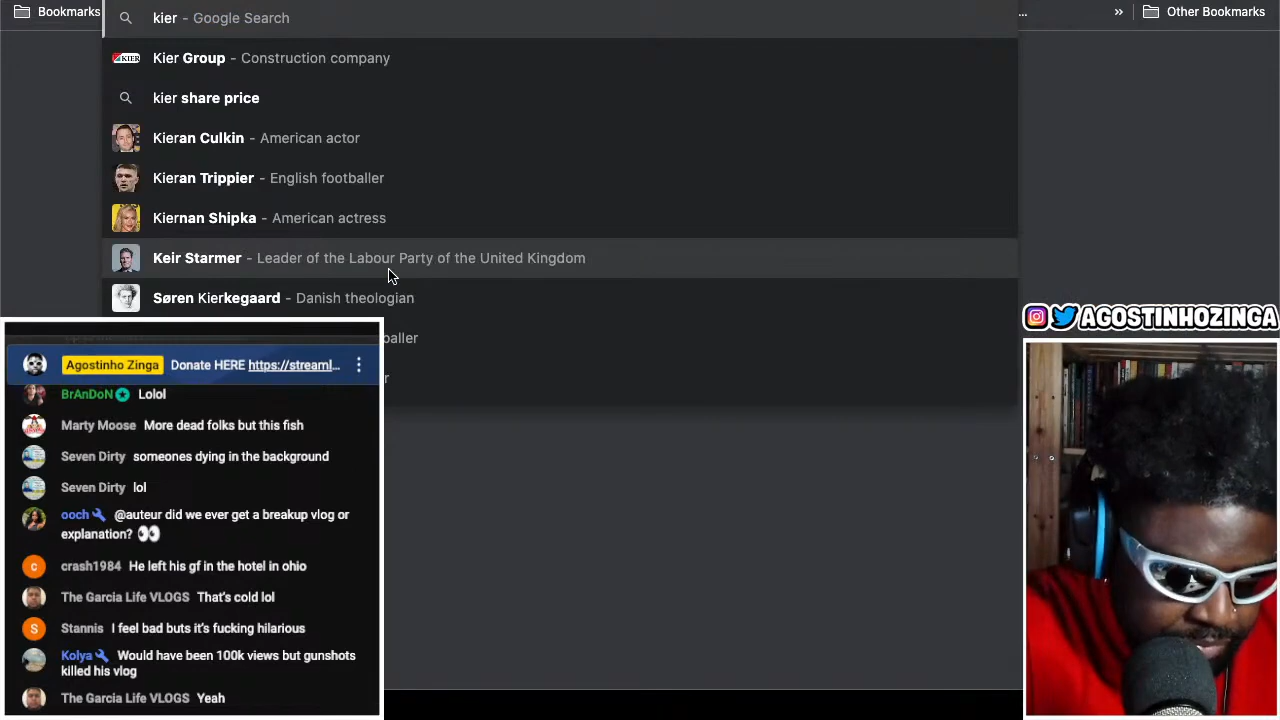 Bookmarks
kier - Google Search
... » Other Bookmarks
KIER Kier Group - Construction company
kier share price
Kieran Culkin - American actor
Kieran Trippier - English footballer
Kiernan Shipka - American actress
Keir Starmer - Leader of the Labour Party of the United Kingdom
Søren Kierkegaard - Danish theologian
baller
r
AGOSTINHOZINGA
Agostinho Zinga Donate HERE https://streaml...
BrAnDoN Lolol
Marty Moose More dead folks but this fish
Seven Dirty someones dying in the background
Seven Dirty lol
ooch @auteur did we ever get a breakup vlog or
explanation? 👀
crash1984 He left his gf in the hotel in ohio
The Garcia Life VLOGS That's cold lol
Stannis I feel bad buts it's fucking hilarious
Kolya Would have been 100k views but gunshots
killed his vlog
The Garcia Life VLOGS Yeah